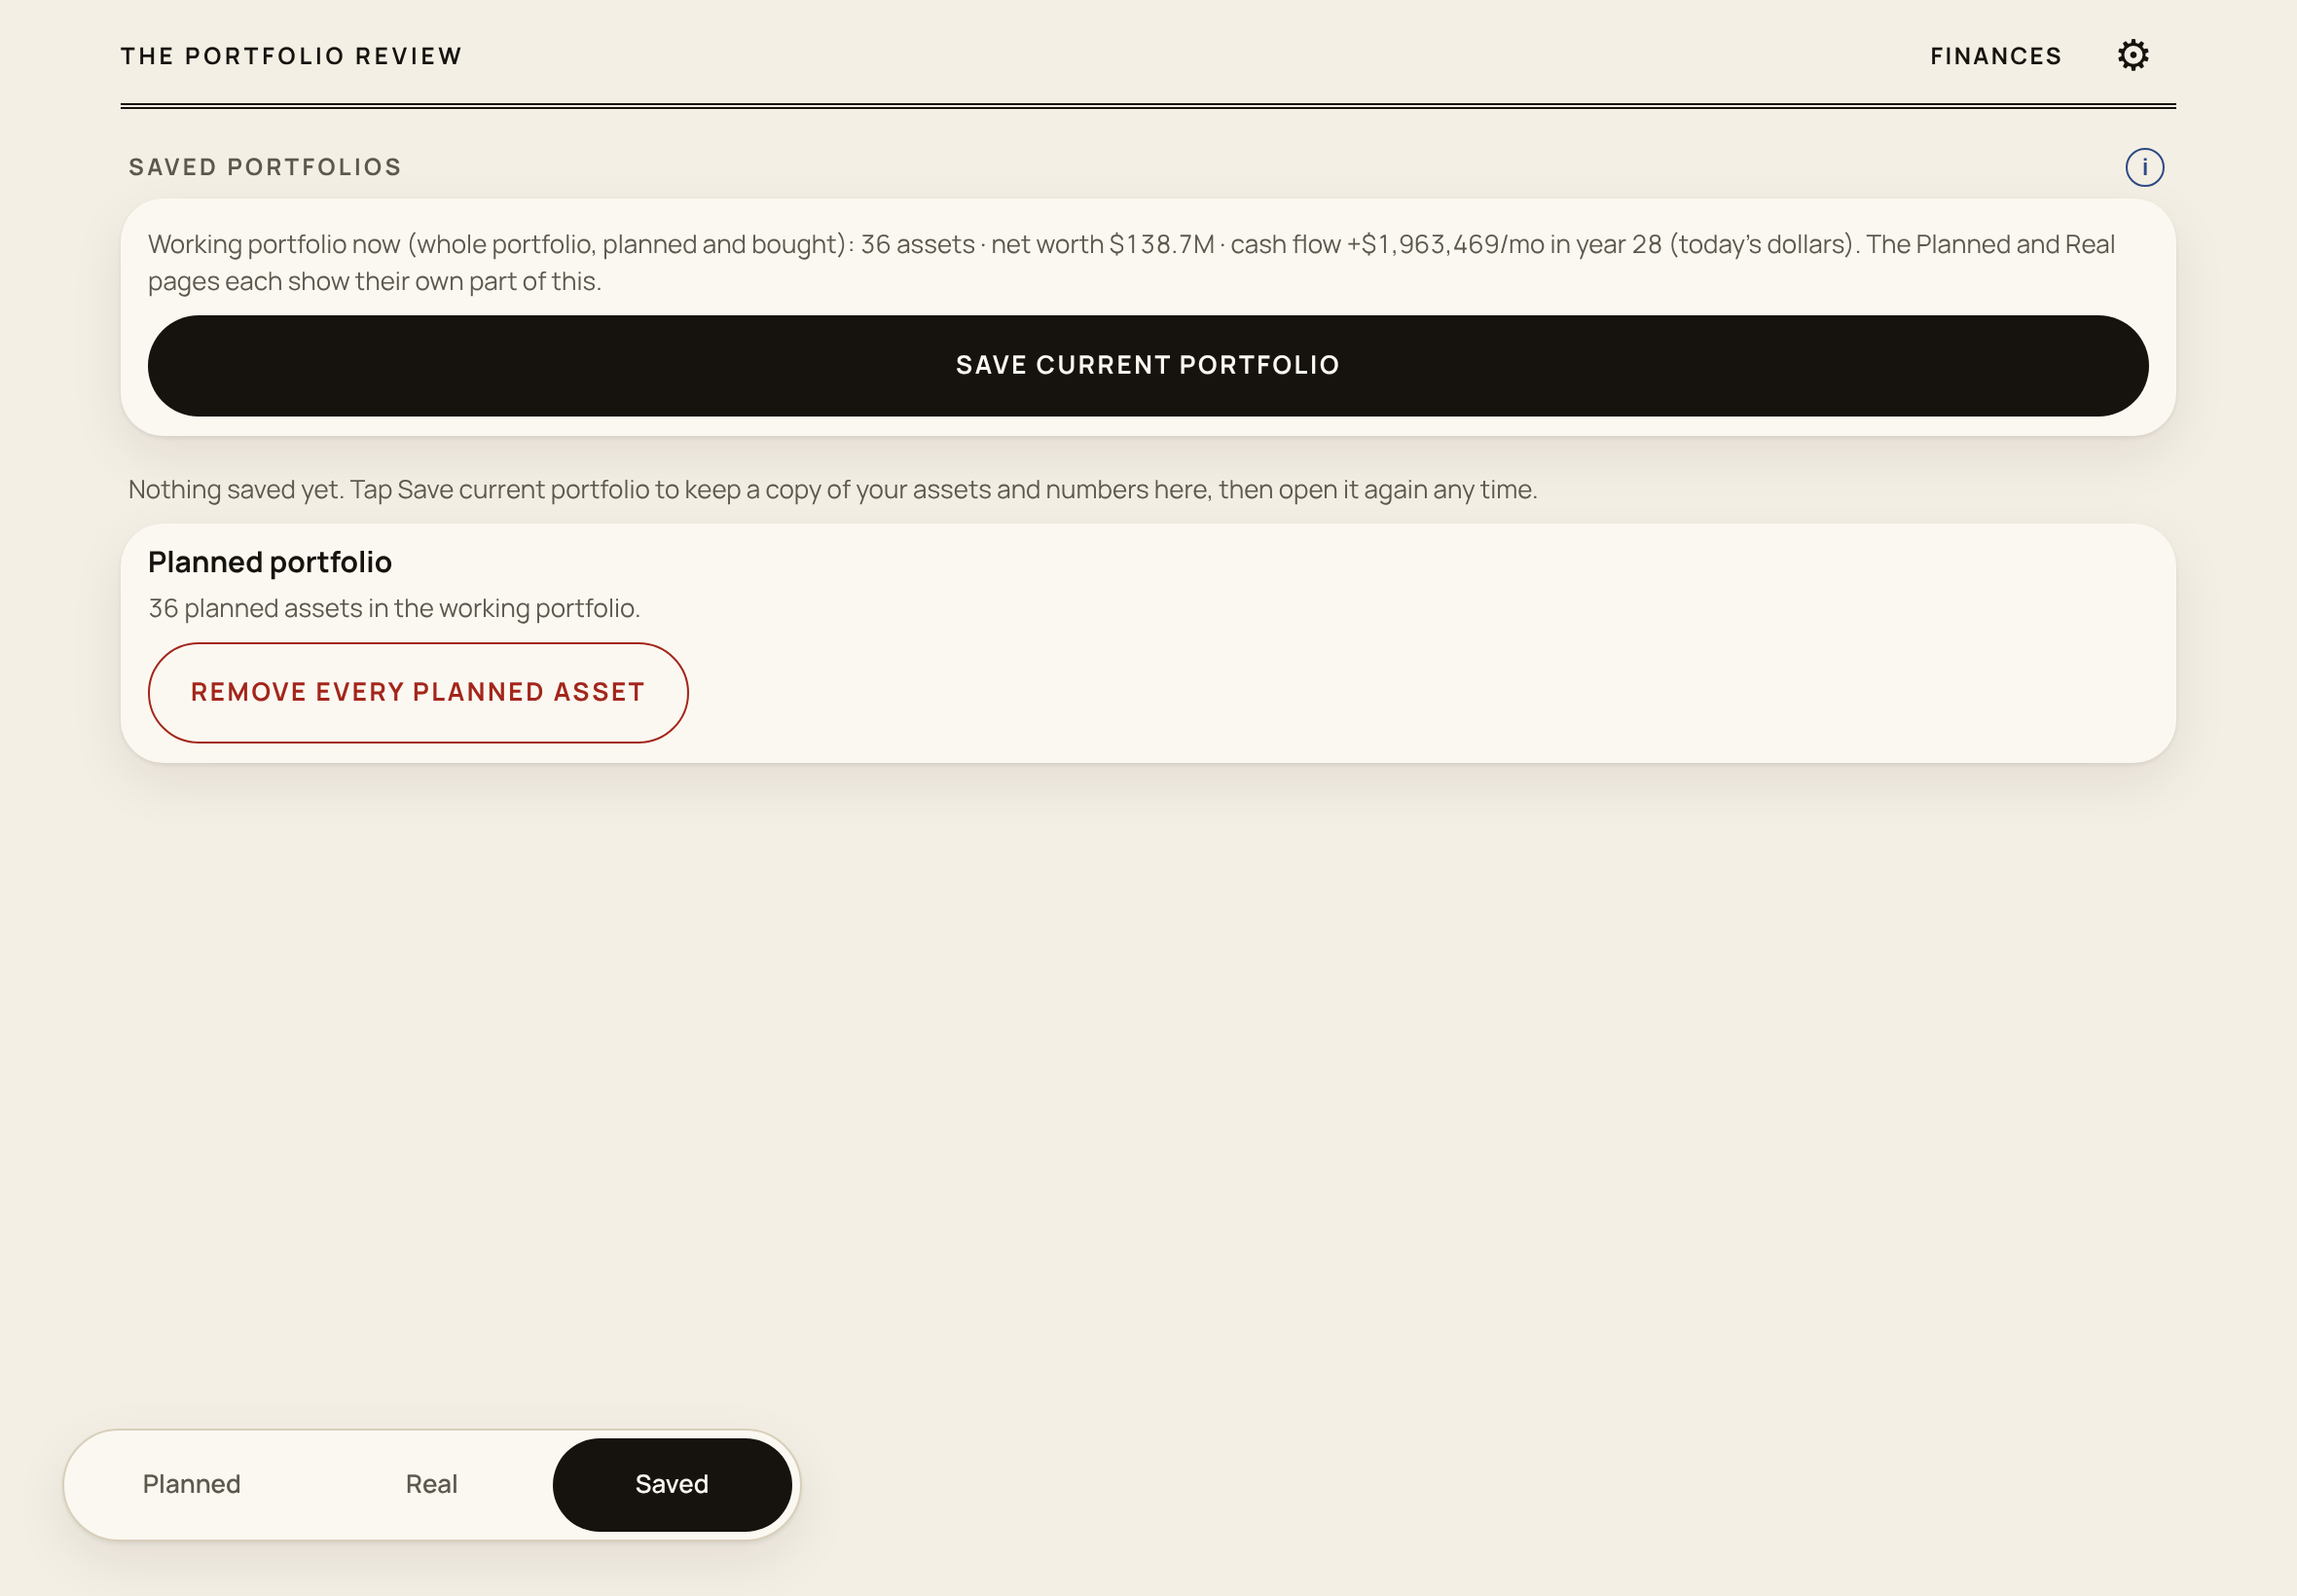 THE PORTFOLIO REVIEW
FINANCES
SAVED PORTFOLIOS
i
Working portfolio now (whole portfolio, planned and bought): 36 assets · net worth $138.7M · cash flow +$1,963,469/mo in year 28 (today’s dollars). The Planned and Real
pages each show their own part of this.
SAVE CURRENT PORTFOLIO
Nothing saved yet. Tap Save current portfolio to keep a copy of your assets and numbers here, then open it again any time.
Planned portfolio
36 planned assets in the working portfolio.
REMOVE EVERY PLANNED ASSET
Planned
Real
Saved